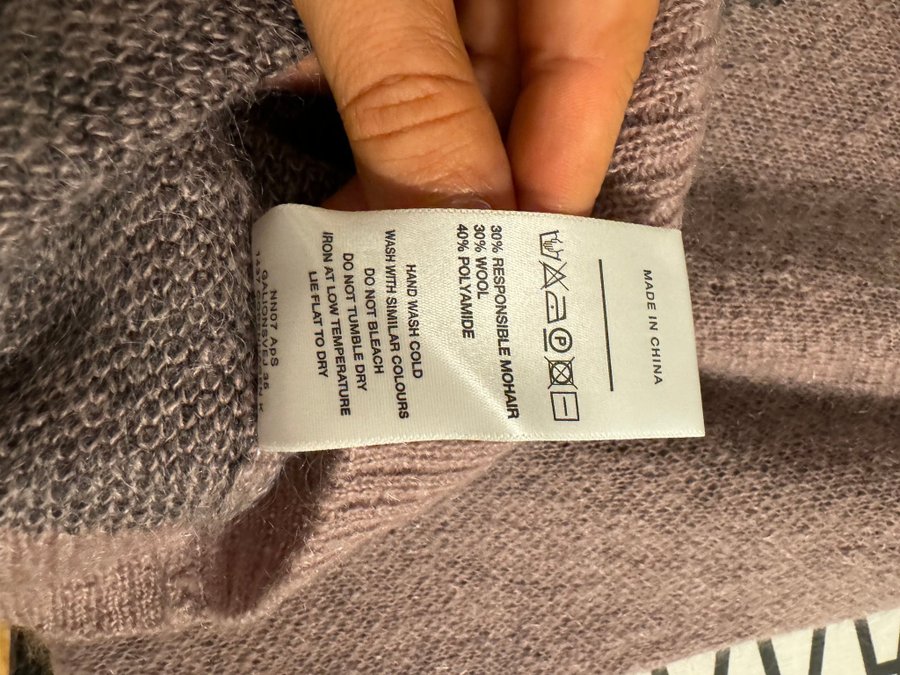 MADE IN CHINA
P
30% RESPONSIBLE MOHAIR
30% WOOL
40% POLYAMIDE
HAND WASH COLD
WASH WITH SIMILAR COLOURS
DO NOT BLEACH
DO NOT TUMBLE DRY
IRON AT LOW TEMPERATURE
LIE FLAT TO DRY
NN07 APS
GALIONSVEJ